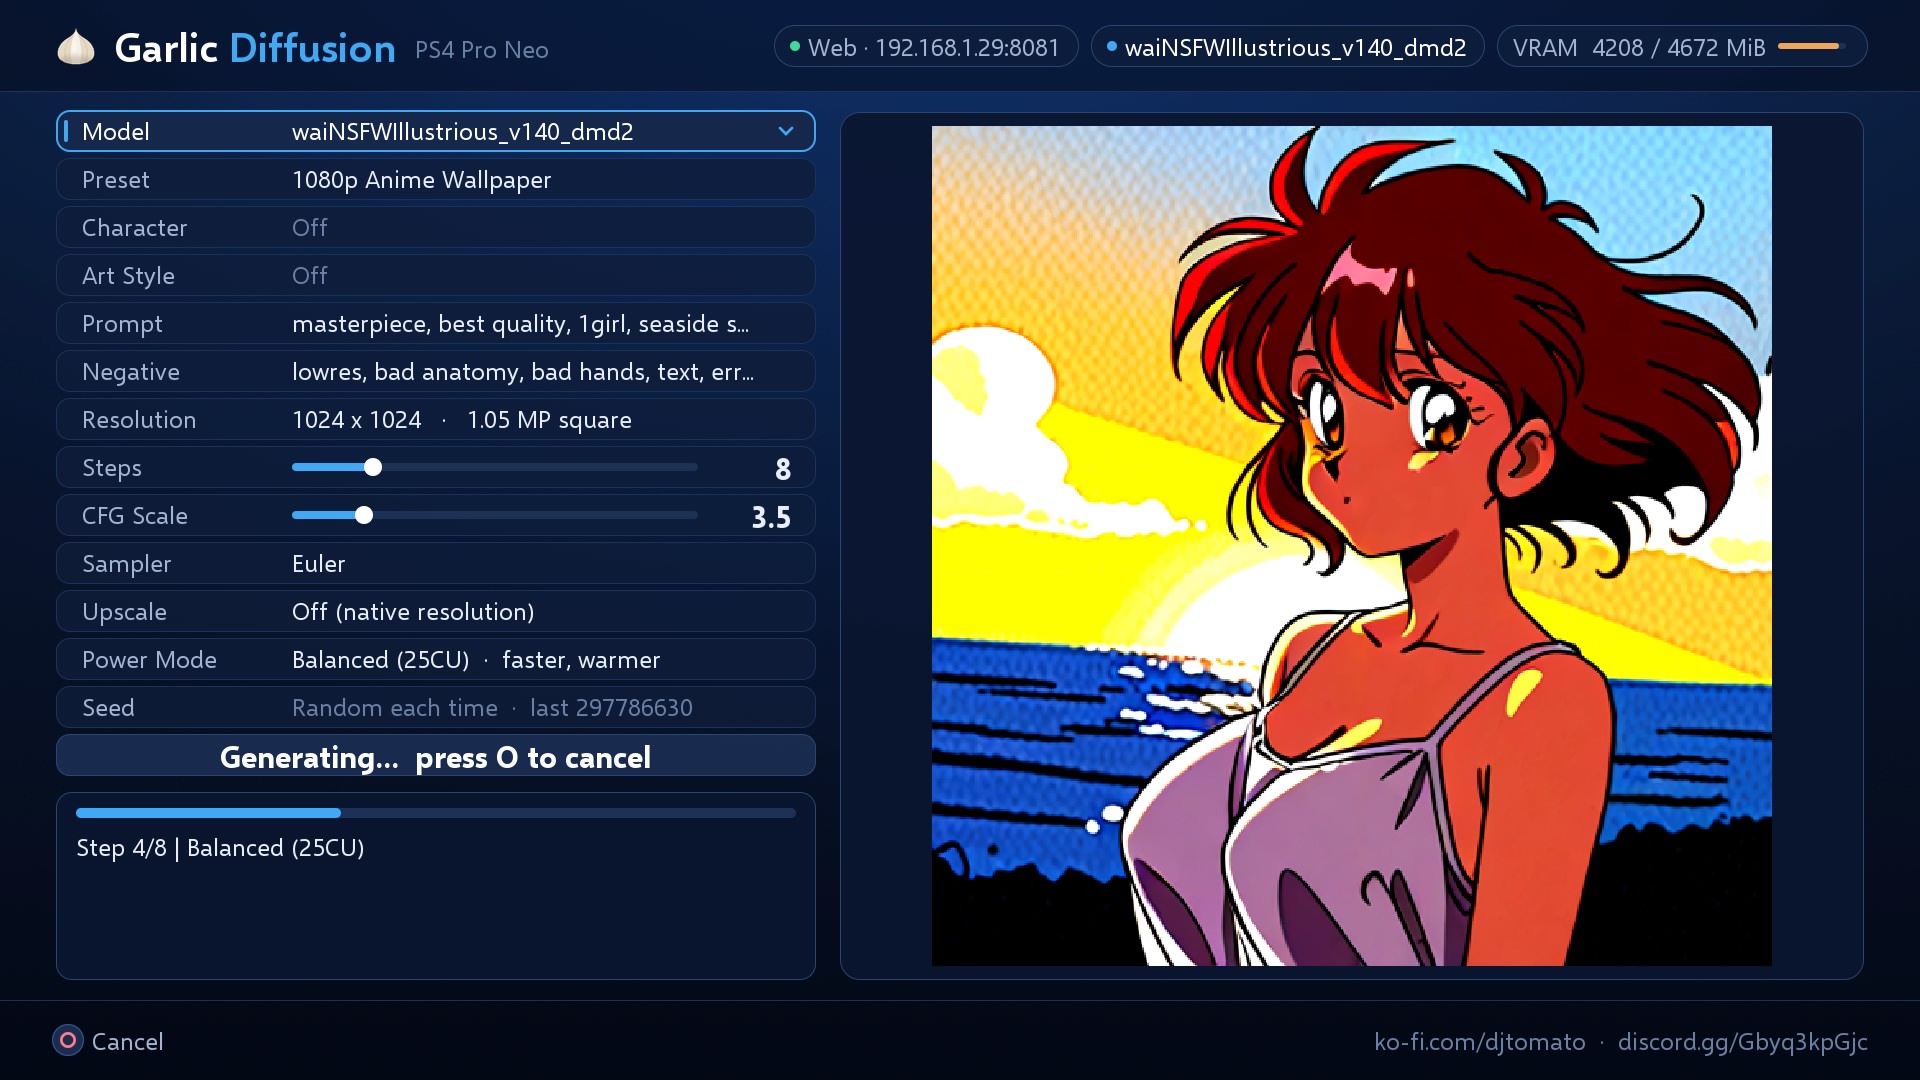 Garlic Diffusion PS4 Pro Neo
Web · 192.168.1.29:8081
waiNSFWIllustrious_v140_dmd2
VRAM 4208 / 4672 MiB
Model waiNSFWIllustrious_v140_dmd2
Preset 1080p Anime Wallpaper
Character Off
Art Style Off
Prompt masterpiece, best quality, 1girl, seaside s...
Negative lowres, bad anatomy, bad hands, text, err...
Resolution 1024 x 1024 · 1.05 MP square
Steps 8
CFG Scale 3.5
Sampler Euler
Upscale Off (native resolution)
Power Mode Balanced (25CU) · faster, warmer
Seed Random each time · last 297786630
Generating... press O to cancel
Step 4/8 | Balanced (25CU)
Cancel
ko-fi.com/djtomato · discord.gg/Gbyq3kpGjc